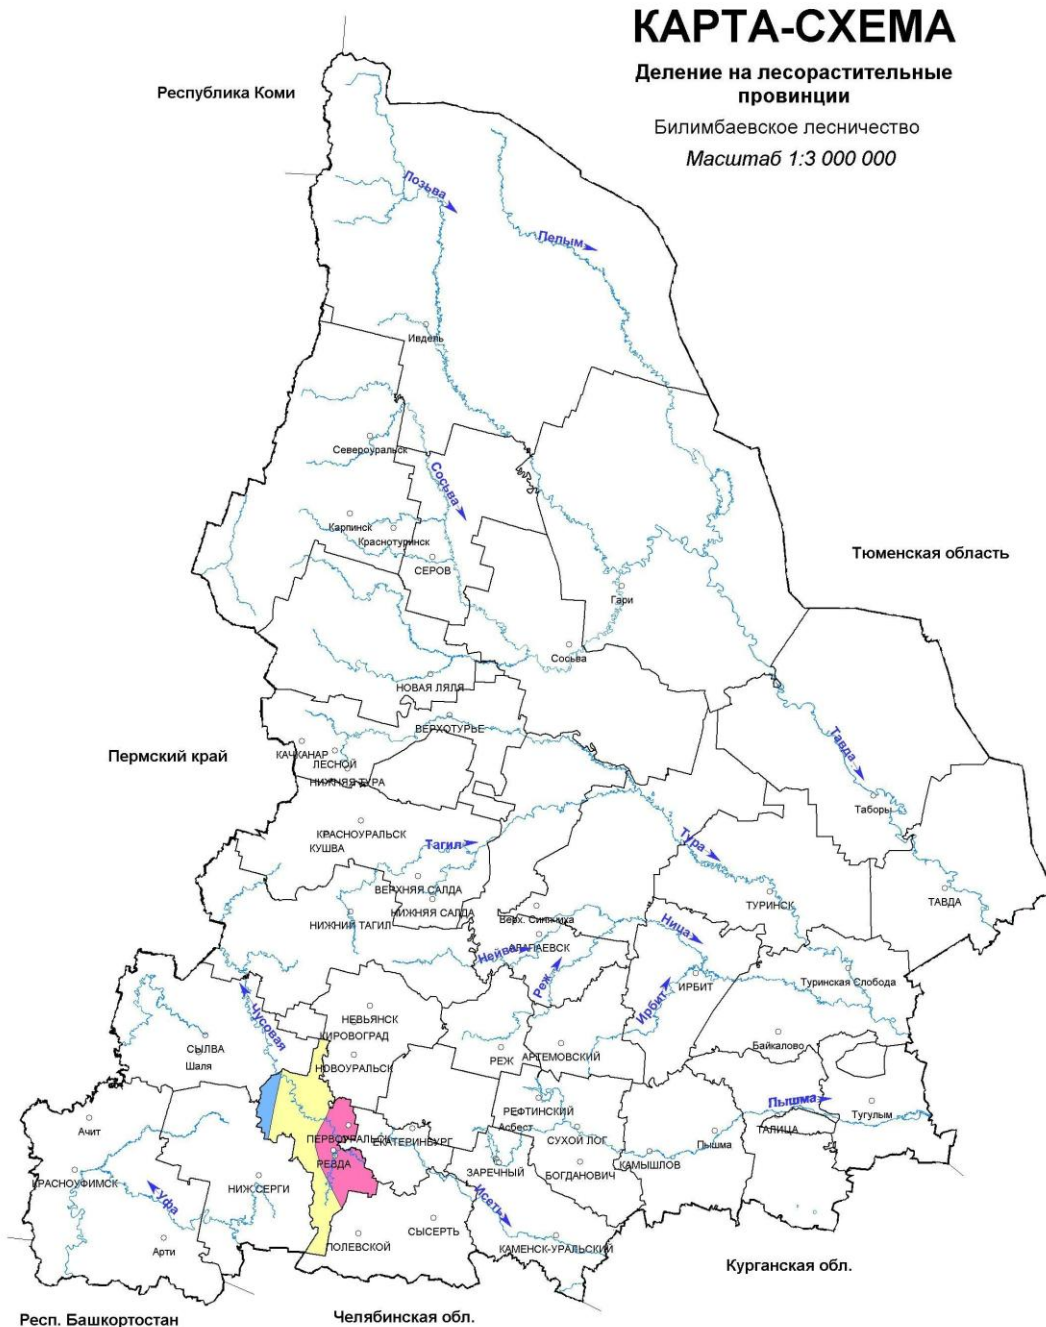 КАРТА-СХЕМА
Деление на лесорастительные
провинции
Билимбаевское лесничество
Масштаб 1:3 000 000
Республика Коми
Лозьва
Пелым
Ивдель
Североуральск
Сосьва
Карпинск
Краснотуринск
СЕРОВ
Тюменская область
Гари
Сосьва
НОВАЯ ЛЯЛЯ
ВЕРХОТУРЬЕ
Пермский край
КАЧКАНАР
ЛЕСНОЙ
НИЖНЯЯ ТУРА
Тавда
Таборы
КРАСНОУРАЛЬСК
КУШВА
Тагил
Тура
ВЕРХНЯЯ САЛДА
НИЖНЯЯ САЛДА
ТУРИНСК
ТАВДА
НИЖНИЙ ТАГИЛ
Верх. Синячиха
Ница
АЛАПАЕВСК
Нейва
Реж
Ирбит
ИРБИТ
Туринская Слобода
Чусовая
НЕВЬЯНСК
КИРОВОГРАД
СЫЛВА
Шаля
НОВОУРАЛЬСК
РЕЖ
АРТЕМОВСКИЙ
Байкалово
РЕФТИНСКИЙ
Асбест
Пышма
Тугулым
Ачит
ПЕРВОУРАЛЬСК
ЕКАТЕРИНБУРГ
СУХОЙ ЛОГ
Пышма
ТАЛИЦА
РЕВДА
ЗАРЕЧНЫЙ
БОГДАНОВИЧ
КАМЫШЛОВ
КРАСНОУФИМСК
Уфа
НИЖ.СЕРГИ
Исеть
Арти
ПОЛЕВСКОЙ
СЫСЕРТЬ
КАМЕНСК-УРАЛЬСКИЙ
Курганская обл.
Респ. Башкортостан
Челябинская обл.